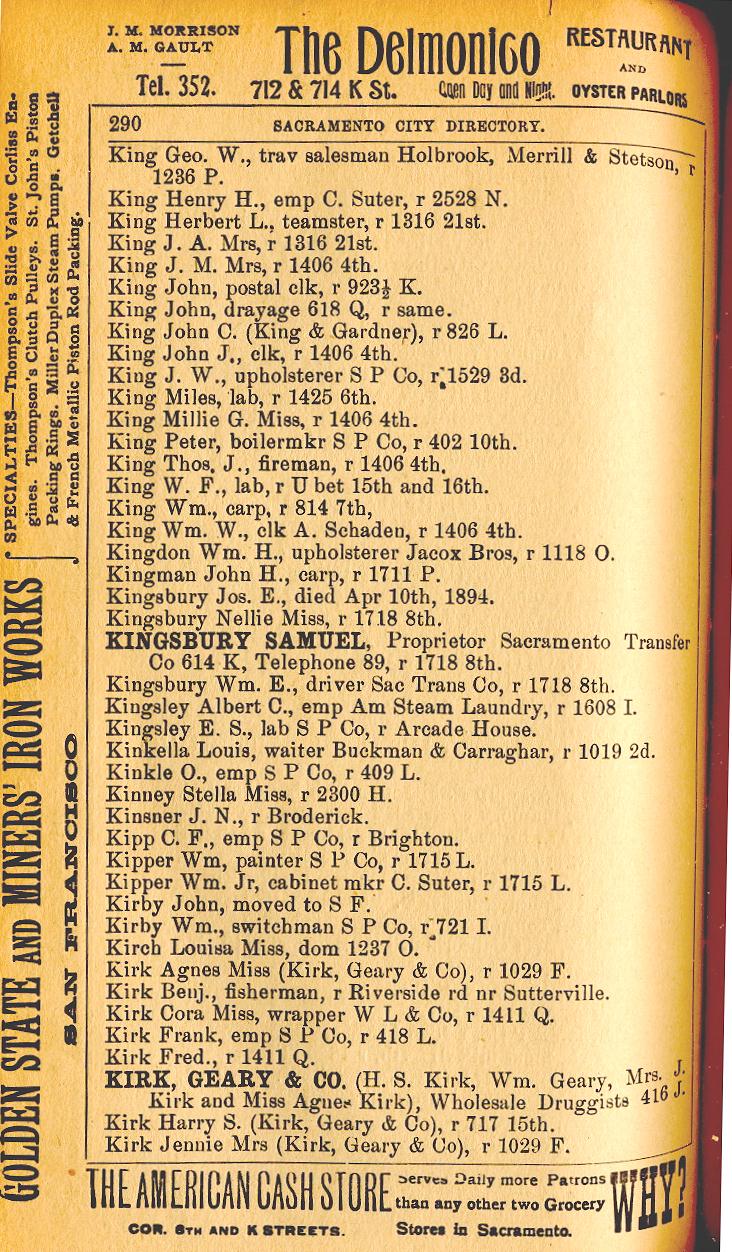 J. M. MORRISON
A. M. GAULT
Tel. 352.
The Delmonico
712 & 714 K St. Open Day and Night.
RESTAURANT
AND
OYSTER PARLORS
290 SACRAMENTO CITY DIRECTORY.
King Geo. W., trav salesman Holbrook, Merrill & Stetson, r
1236 P.
King Henry H., emp C. Suter, r 2528 N.
King Herbert L., teamster, r 1316 21st.
King J. A. Mrs, r 1316 21st.
King J. M. Mrs, r 1406 4th.
King John, postal clk, r 923½ K.
King John, drayage 618 Q, r same.
King John C. (King & Gardner), r 826 L.
King John J., clk, r 1406 4th.
King J. W., upholsterer S P Co, r 1529 3d.
King Miles, lab, r 1425 6th.
King Millie G. Miss, r 1406 4th.
King Peter, boilermkr S P Co, r 402 10th.
King Thos. J., fireman, r 1406 4th.
King W. F., lab, r U bet 15th and 16th.
King Wm., carp, r 814 7th,
King Wm. W., clk A. Schaden, r 1406 4th.
Kingdon Wm. H., upholsterer Jacox Bros, r 1118 O.
Kingman John H., carp, r 1711 P.
Kingsbury Jos. E., died Apr 10th, 1894.
Kingsbury Nellie Miss, r 1718 8th.
KINGSBURY SAMUEL, Proprietor Sacramento Transfer
Co 614 K, Telephone 89, r 1718 8th.
Kingsbury Wm. E., driver Sac Trans Co, r 1718 8th.
Kingsley Albert C., emp Am Steam Laundry, r 1608 I.
Kingsley E. S., lab S P Co, r Arcade House.
Kinkella Louis, waiter Buckman & Carraghar, r 1019 2d.
Kinkle O., emp S P Co, r 409 L.
Kinney Stella Miss, r 2300 H.
Kinsner J. N., r Broderick.
Kipp C. F., emp S P Co, r Brighton.
Kipper Wm, painter S P Co, r 1715 L.
Kipper Wm. Jr, cabinet mkr C. Suter, r 1715 L.
Kirby John, moved to S F.
Kirby Wm., switchman S P Co, r 721 I.
Kirch Louisa Miss, dom 1237 O.
Kirk Agnes Miss (Kirk, Geary & Co), r 1029 F.
Kirk Benj., fisherman, r Riverside rd nr Sutterville.
Kirk Cora Miss, wrapper W L & Co, r 1411 Q.
Kirk Frank, emp S P Co, r 418 L.
Kirk Fred., r 1411 Q.
KIRK, GEARY & CO. (H. S. Kirk, Wm. Geary, Mrs. J.
Kirk and Miss Agnes Kirk), Wholesale Druggists 416 J.
Kirk Harry S. (Kirk, Geary & Co), r 717 15th.
Kirk Jennie Mrs (Kirk, Geary & Co), r 1029 F.
GOLDEN STATE AND MINERS' IRON WORKS
SAN FRANCISCO
SPECIALTIES—Thompson's Slide Valve Corliss En-
gines. Thompson's Clutch Pulleys. St. John's Piston
Packing Rings. Miller Duplex Steam Pumps. Getchell
& French Metallic Piston Rod Packing.
THE AMERICAN CASH STORE
COR. 8TH AND K STREETS.
Serves Daily more Patrons
than any other two Grocery
Stores in Sacramento.
WHY?